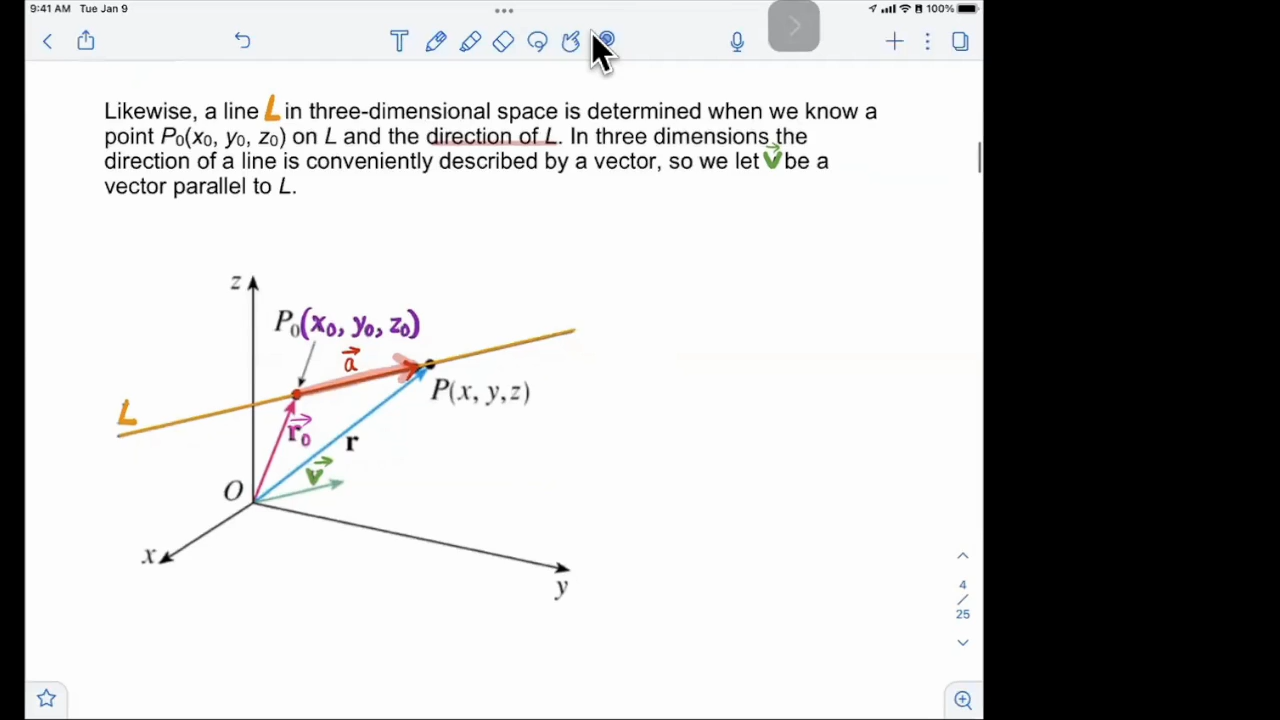 9:41 AM Tue Jan 9
100%
Likewise, a line L in three-dimensional space is determined when we know a
point P₀(x₀, y₀, z₀) on L and the direction of L. In three dimensions the
direction of a line is conveniently described by a vector, so we let v⃗ be a
vector parallel to L.
z
P₀(x₀, y₀, z₀)
a⃗
P(x, y, z)
L
r⃗₀
r
v⃗
O
x
y
4
/
25